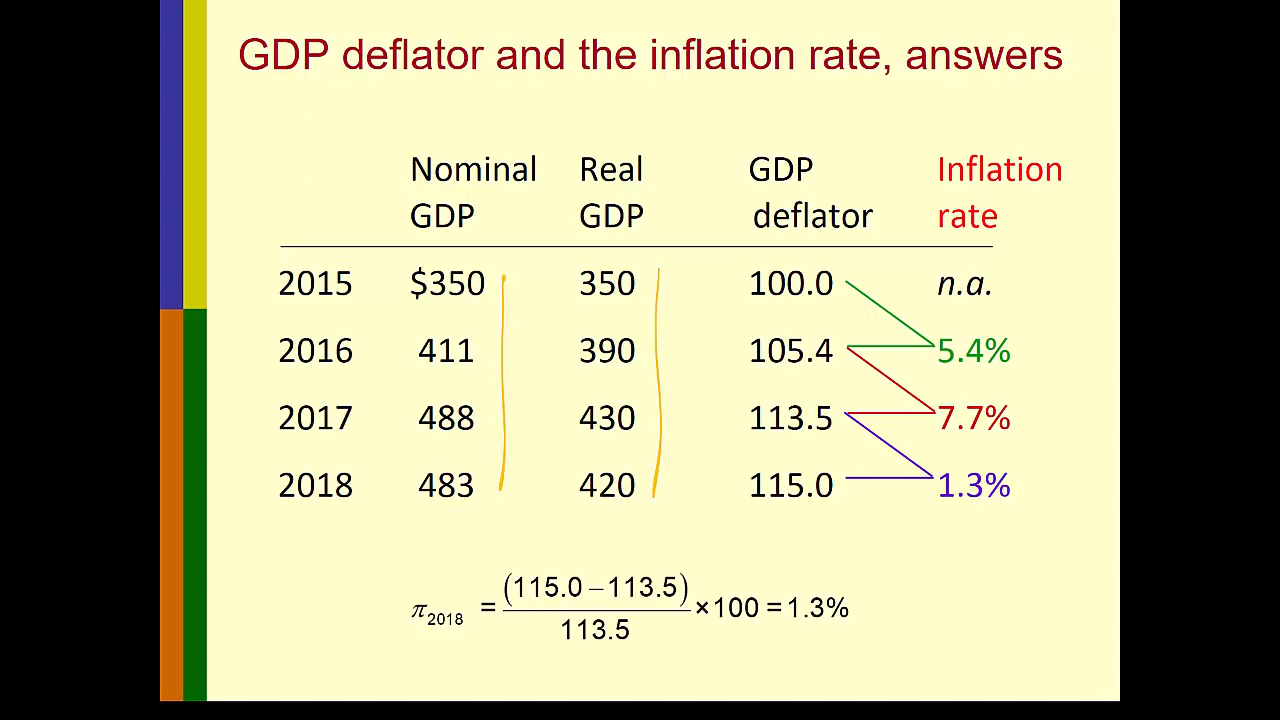 GDP deflator and the inflation rate, answers
Nominal GDP Real GDP GDP deflator Inflation rate
2015 $350 350 100.0 n.a.
2016 411 390 105.4 5.4%
2017 488 430 113.5 7.7%
2018 483 420 115.0 1.3%
π2018 = (115.0 – 113.5) / 113.5 × 100 = 1.3%